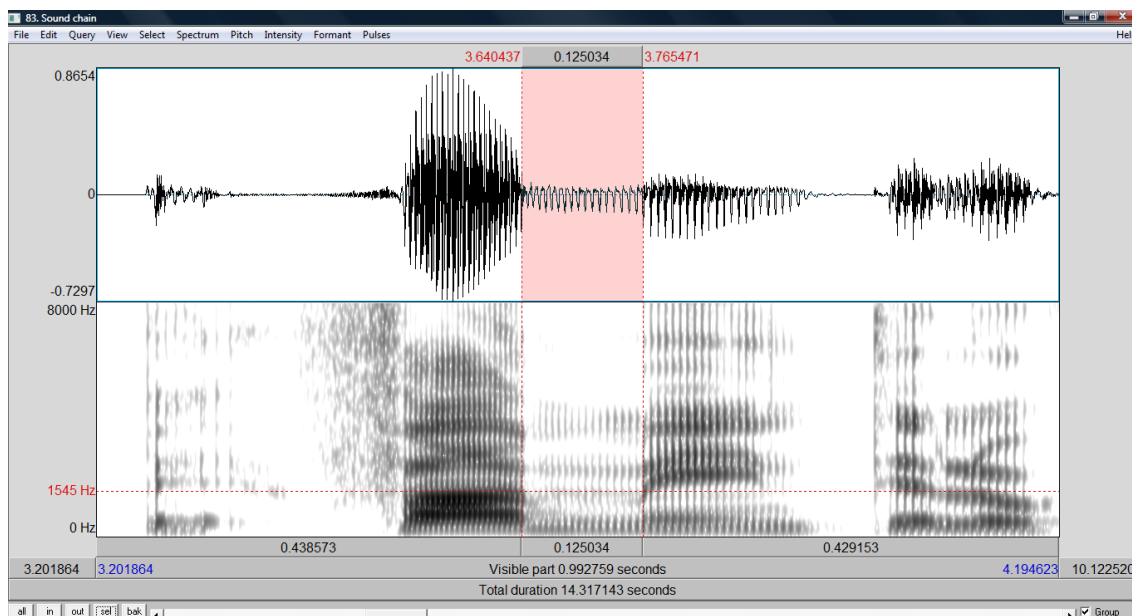 83. Sound chain
File Edit Query View Select Spectrum Pitch Intensity Formant Pulses Hel
3.640437 0.125034 3.765471
0.8654
0
-0.7297
8000 Hz
1545 Hz
0 Hz
0.438573 0.125034 0.429153
3.201864 3.201864 Visible part 0.992759 seconds 4.194623 10.122520
Total duration 14.317143 seconds
all in out sel bak Group